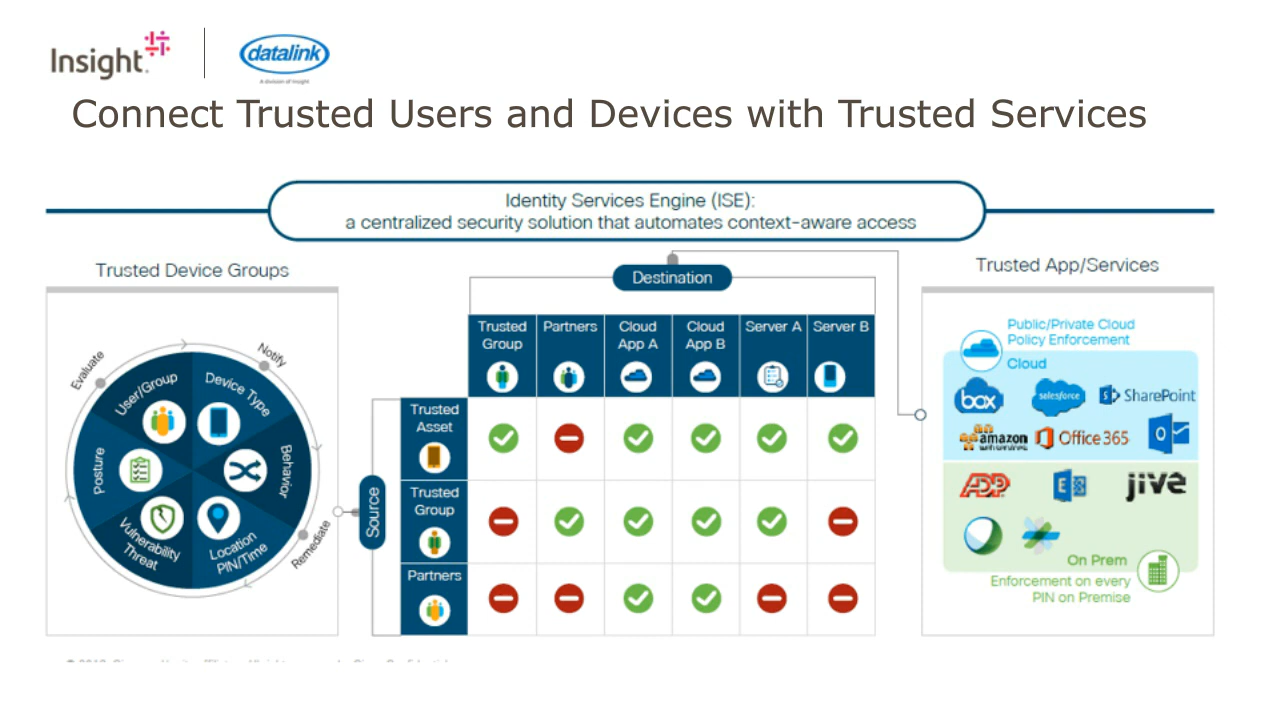 Insight.
datalink
A division of Insight
Connect Trusted Users and Devices with Trusted Services
Identity Services Engine (ISE):
a centralized security solution that automates context-aware access
Trusted Device Groups
Evaluate
Notify
Remediate
User/Group
Device Type
Behavior
Location
PIN/Time
Vulnerability
Threat
Posture
Source
Destination
Trusted
Group
Partners
Cloud
App A
Cloud
App B
Server A
Server B
Trusted
Asset
Trusted
Group
Partners
Trusted App/Services
Public/Private Cloud
Policy Enforcement
Cloud
box
salesforce
SharePoint
amazon
web services
Office 365
ADP
jive
On Prem
Enforcement on every
PIN on Premise